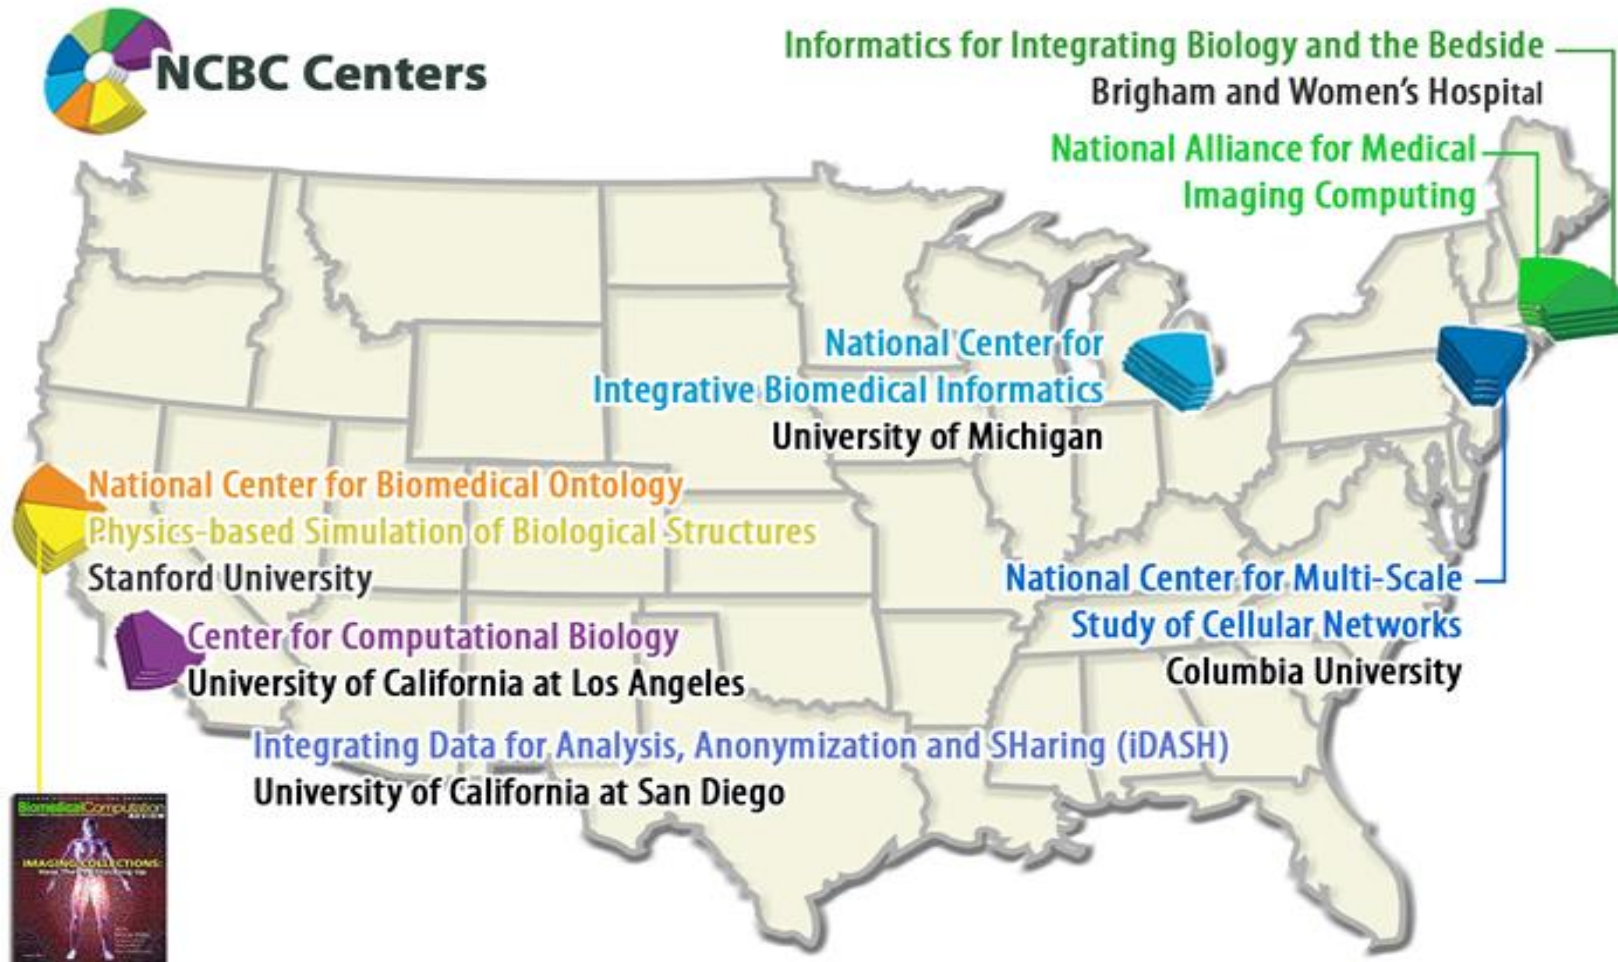 NCBC Centers
Informatics for Integrating Biology and the Bedside
Brigham and Women's Hospital
National Alliance for Medical
Imaging Computing
National Center for
Integrative Biomedical Informatics
University of Michigan
National Center for Biomedical Ontology
Physics-based Simulation of Biological Structures
Stanford University
National Center for Multi-Scale
Study of Cellular Networks
Columbia University
Center for Computational Biology
University of California at Los Angeles
Integrating Data for Analysis, Anonymization and SHaring (iDASH)
University of California at San Diego
BiomedicalComputation
REVIEW
IMAGING COLLECTIONS: